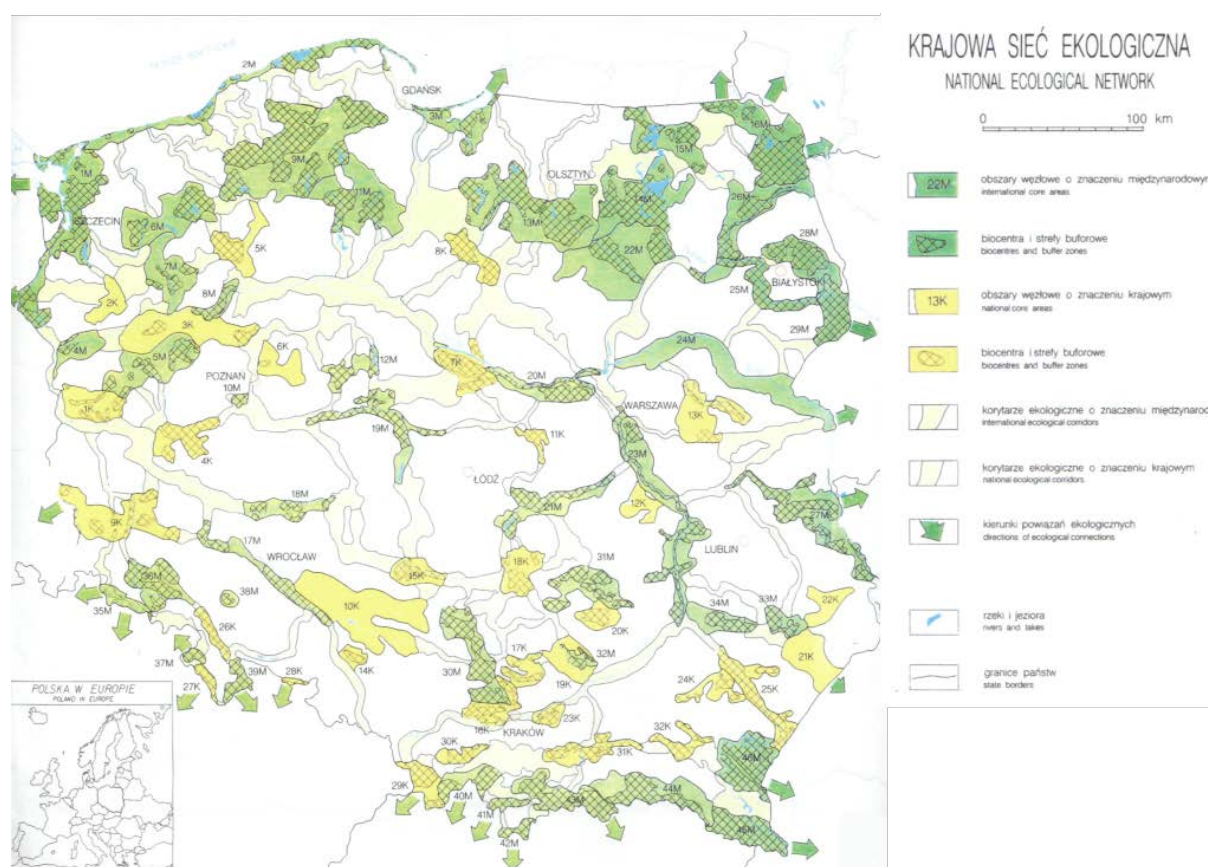 KRAJOWA SIEĆ EKOLOGICZNA
NATIONAL ECOLOGICAL NETWORK
0 100 km
22M
obszary węzłowe o znaczeniu międzynarodowym
international core areas
biocentra i strefy buforowe
biocentres and buffer zones
13K
obszary węzłowe o znaczeniu krajowym
national core areas
biocentra i strefy buforowe
biocentres and buffer zones
korytarze ekologiczne o znaczeniu międzynarod
international ecological corridors
korytarze ekologiczne o znaczeniu krajowym
national ecological corridors
kierunki powiązań ekologicznych
directions of ecological connections
rzeki i jeziora
rivers and lakes
granice państw
state borders
2M
GDAŃSK
3M
16M
15M
9M
1M
OLSZTYN
14M
11M
26M
SZCZECIN
6M
13M
28M
5K
8K
22M
7M
BIAŁYSTOK
8M
25M
2K
3K
29M
24M
4M
5M
6K
12M
7K
POZNAŃ
20M
10M
WARSZAWA
1K
13K
19M
11K
4K
23M
ŁÓDŹ
18M
21M
12K
27M
9K
17M
WROCŁAW
LUBLIN
31M
18K
36M
15K
38M
10K
35M
34M
33M
22K
26K
20K
37M
14K
17K
32M
21K
39M
28K
30M
19K
24K
27K
25K
23K
16K
KRAKÓW
32K
30K
31K
46M
29K
40M
43M
44M
41M
42M
45M
POLSKA W EUROPIE
POLAND IN EUROPE